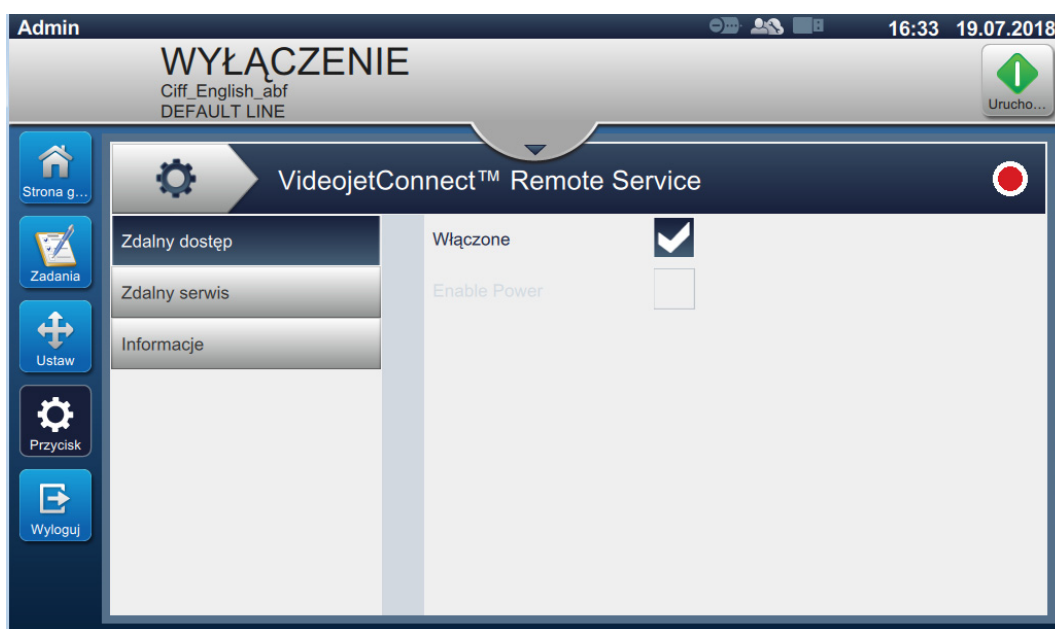 Admin
16:33 19.07.2018
WYŁĄCZENIE
Ciff_English_abf
DEFAULT LINE
Urucho...
Strona g...
VideojetConnect™ Remote Service
Zadania
Zdalny dostęp
Włączone
Zdalny serwis
Enable Power
Informacje
Ustaw
Przycisk
Wyloguj